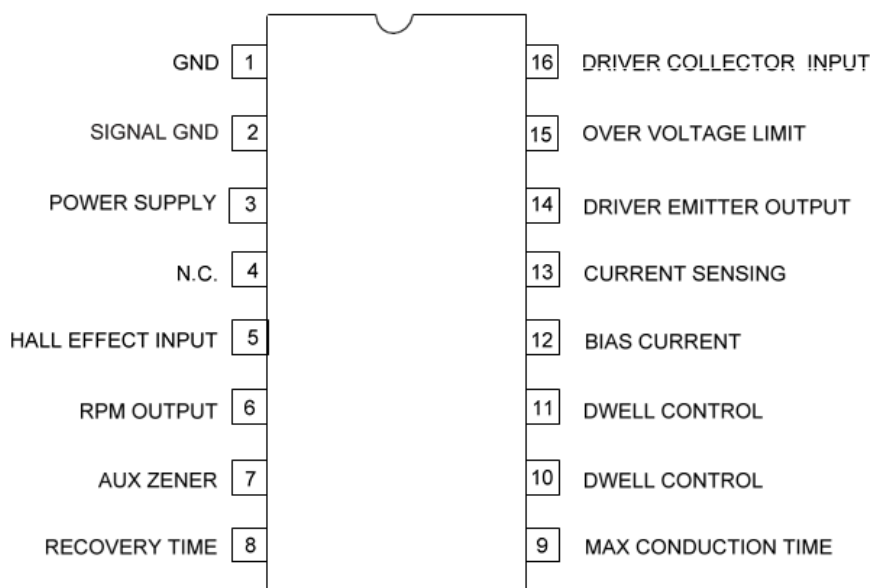 GND 1
16 DRIVER COLLECTOR INPUT
SIGNAL GND 2
15 OVER VOLTAGE LIMIT
POWER SUPPLY 3
14 DRIVER EMITTER OUTPUT
N.C. 4
13 CURRENT SENSING
HALL EFFECT INPUT 5
12 BIAS CURRENT
RPM OUTPUT 6
11 DWELL CONTROL
AUX ZENER 7
10 DWELL CONTROL
RECOVERY TIME 8
9 MAX CONDUCTION TIME